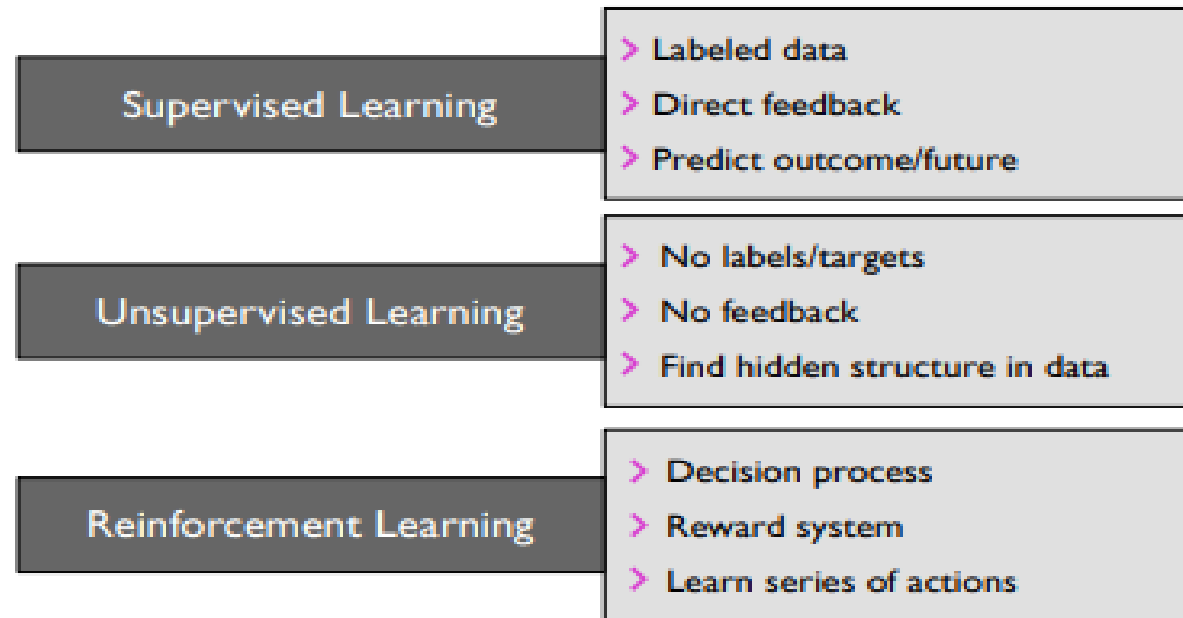 Supervised Learning
> Labeled data
> Direct feedback
> Predict outcome/future
Unsupervised Learning
> No labels/targets
> No feedback
> Find hidden structure in data
Reinforcement Learning
> Decision process
> Reward system
> Learn series of actions